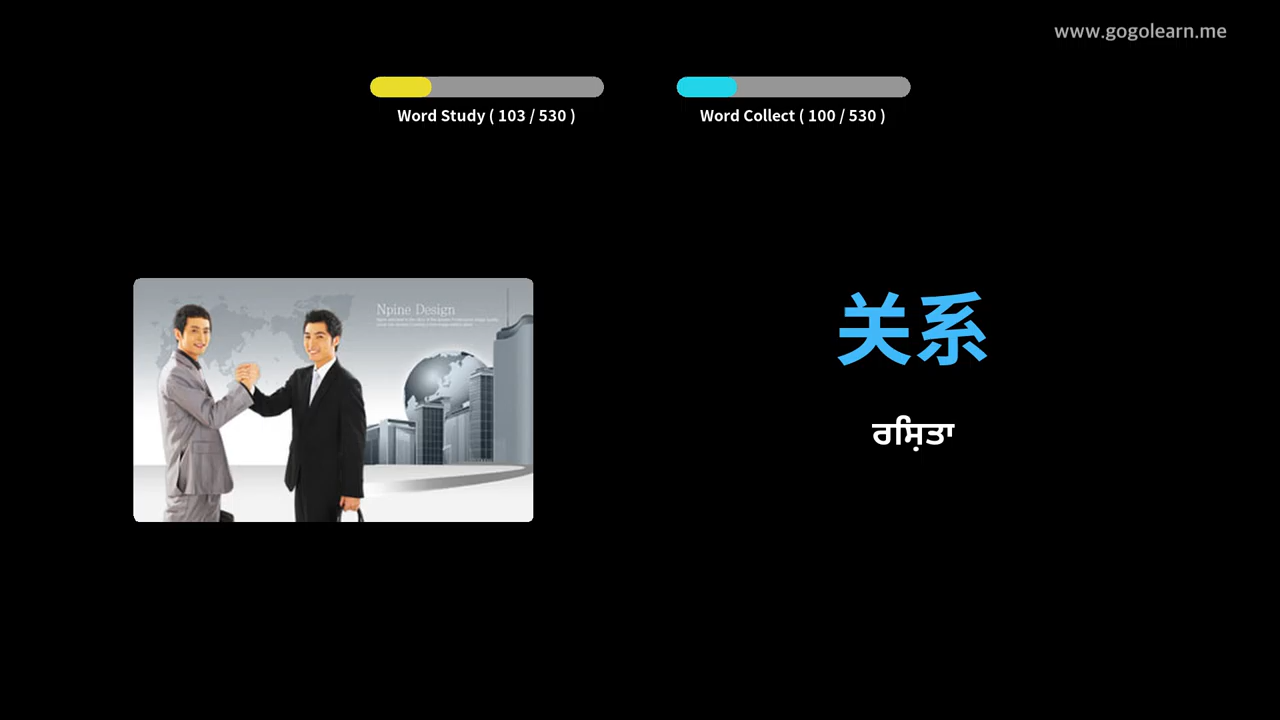 www.gogolearn.me
Word Study ( 103 / 530 )
Word Collect ( 100 / 530 )
Npine Design
关系
ਰਸ਼ਿਤਾ